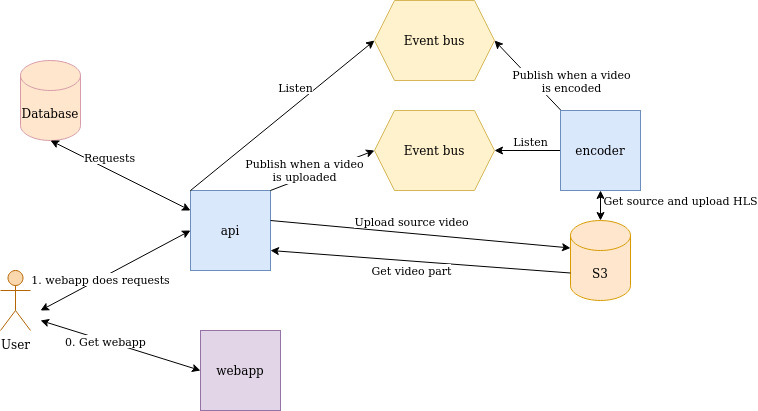 Event bus
Publish when a video
is encoded
Listen
Database
Event bus
Listen
encoder
Requests
Publish when a video
is uploaded
Get source and upload HLS
api
Upload source video
Get video part
S3
1. webapp does requests
User
0. Get webapp
webapp